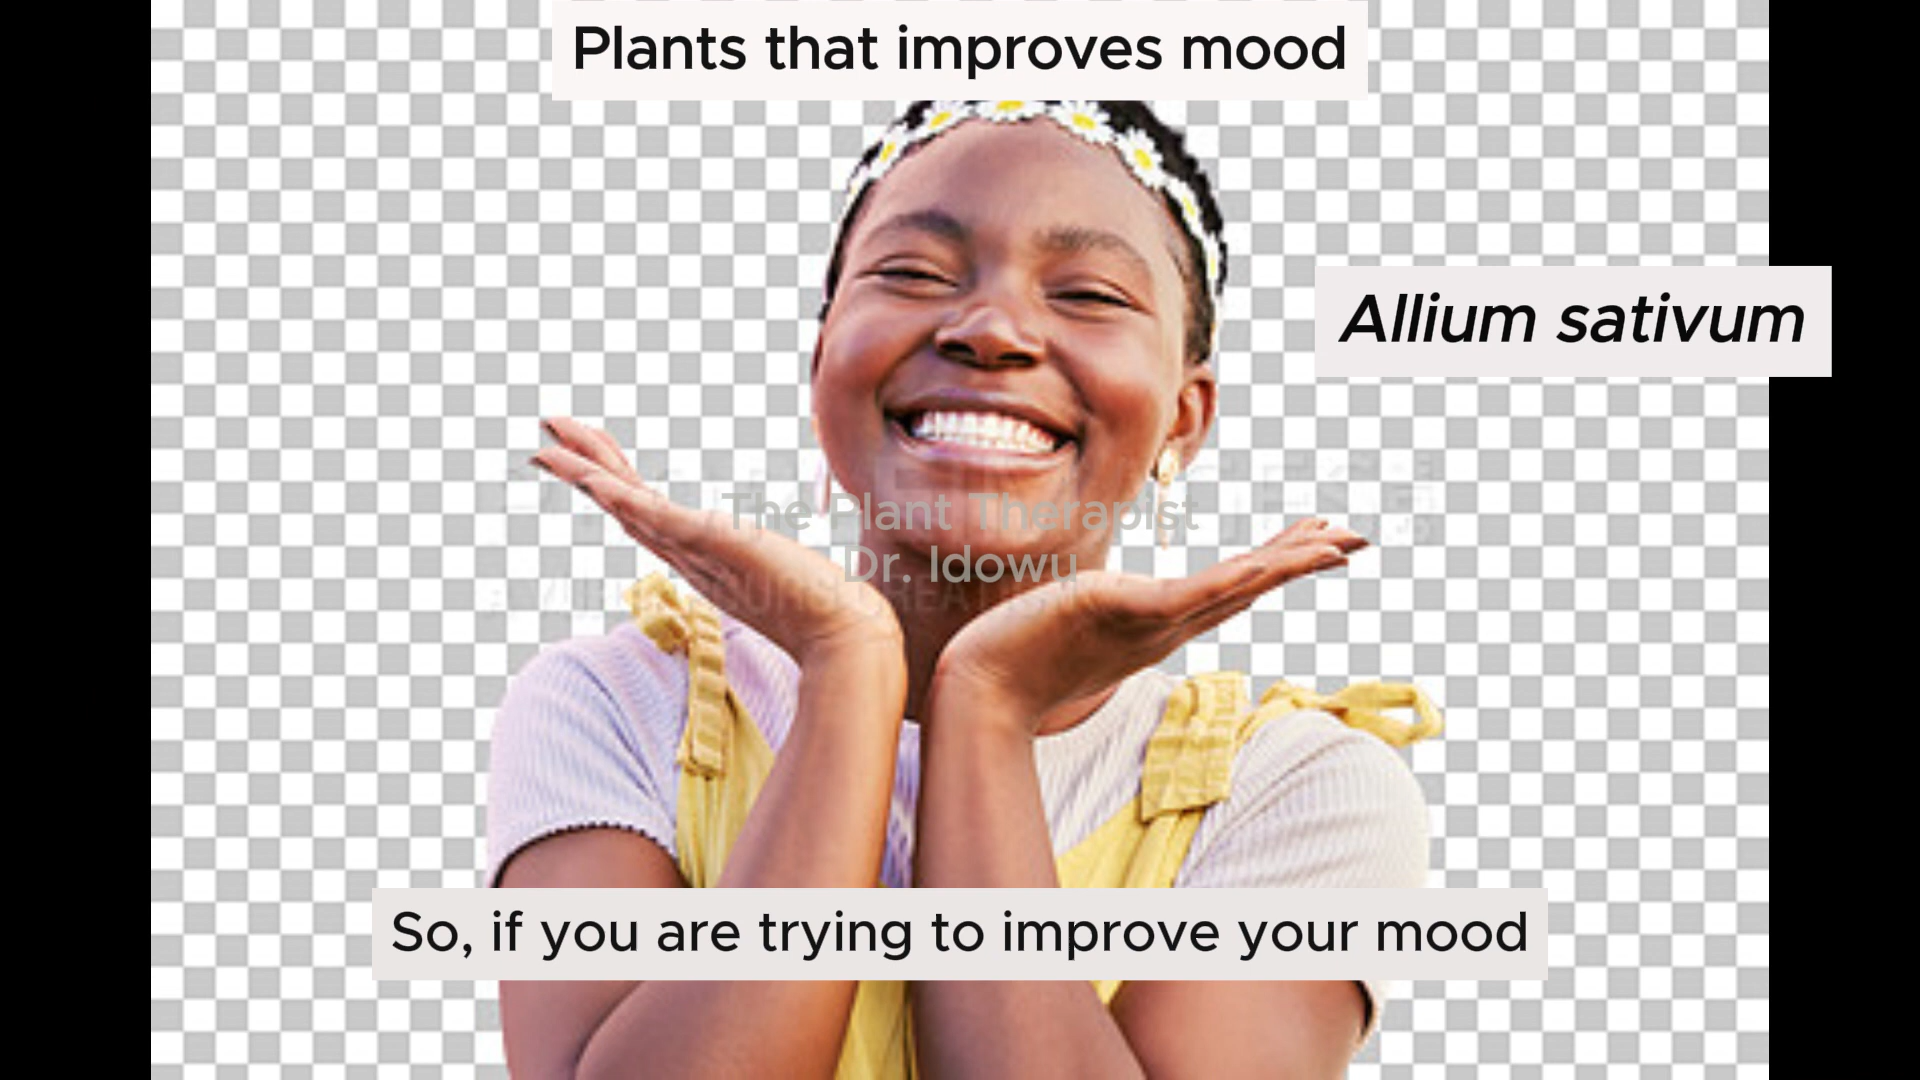 Plants that improves mood
Allium sativum
The Plant Therapist
Dr. Idowu
So, if you are trying to improve your mood